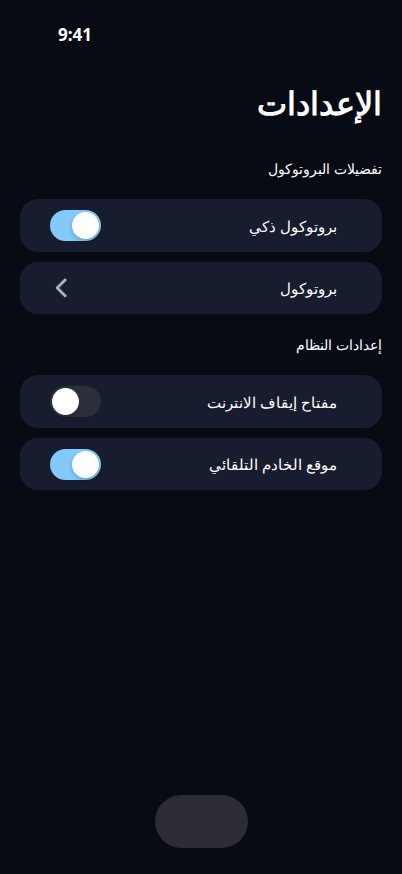 9:41
الإعدادات
تفضيلات البروتوكول
بروتوكول ذكي
بروتوكول
إعدادات النظام
مفتاح إيقاف الانترنت
موقع الخادم التلقائي